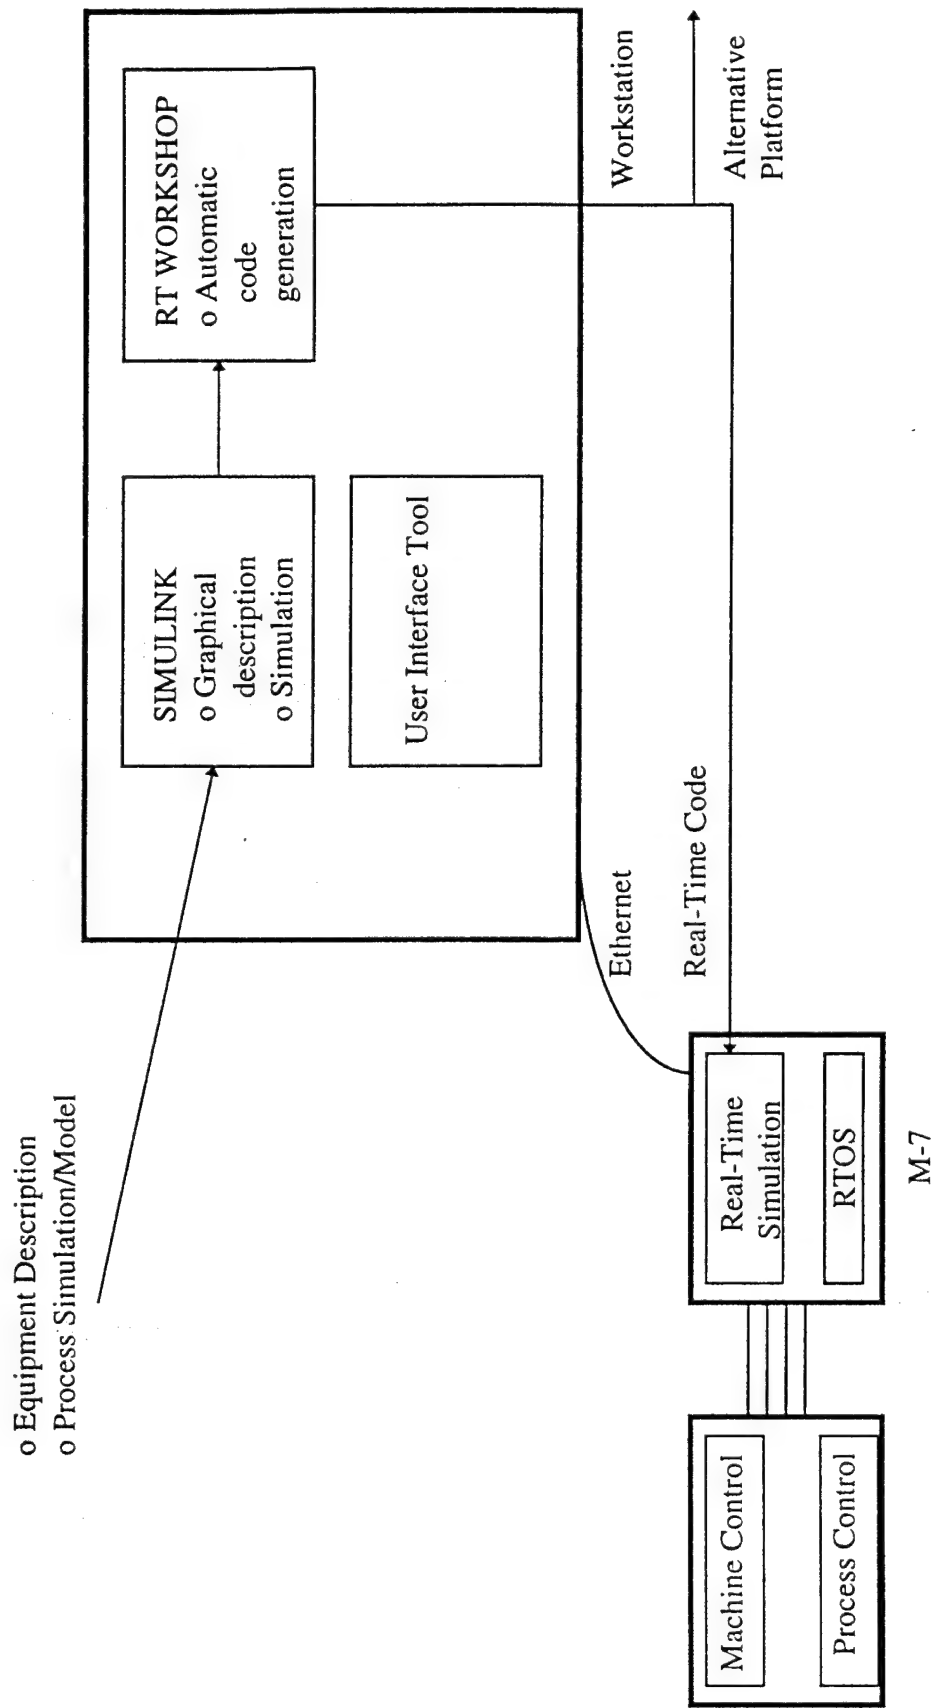 o Equipment Description
o Process Simulation/Model
SIMULINK
o Graphical
description
o Simulation
RT WORKSHOP
o Automatic
code
generation
User Interface Tool
Ethernet
Workstation
Real-Time Code
Alternative
Platform
Machine Control
Process Control
Real-Time
Simulation
RTOS
M-7